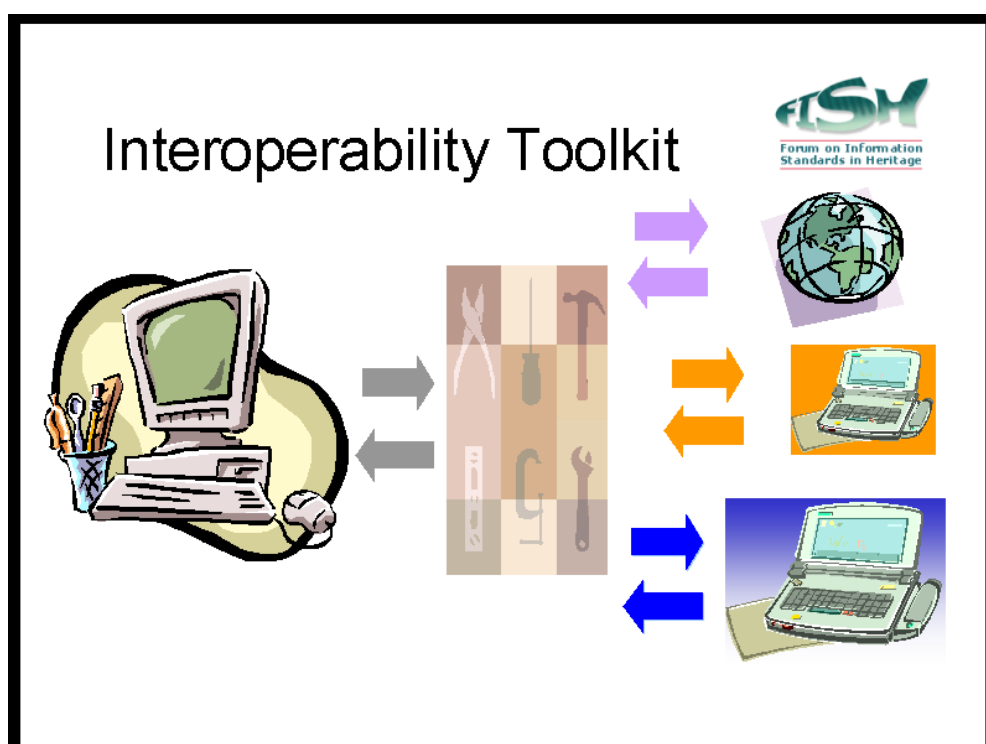 Interoperability Toolkit
FISH
Forum on Information
Standards in Heritage